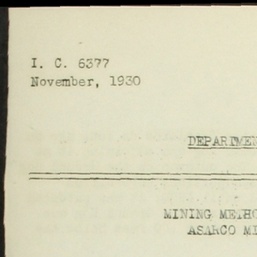 I. C. 6377
November, 1930
DEPARTMEN
MINING METHO
ASARCO MI